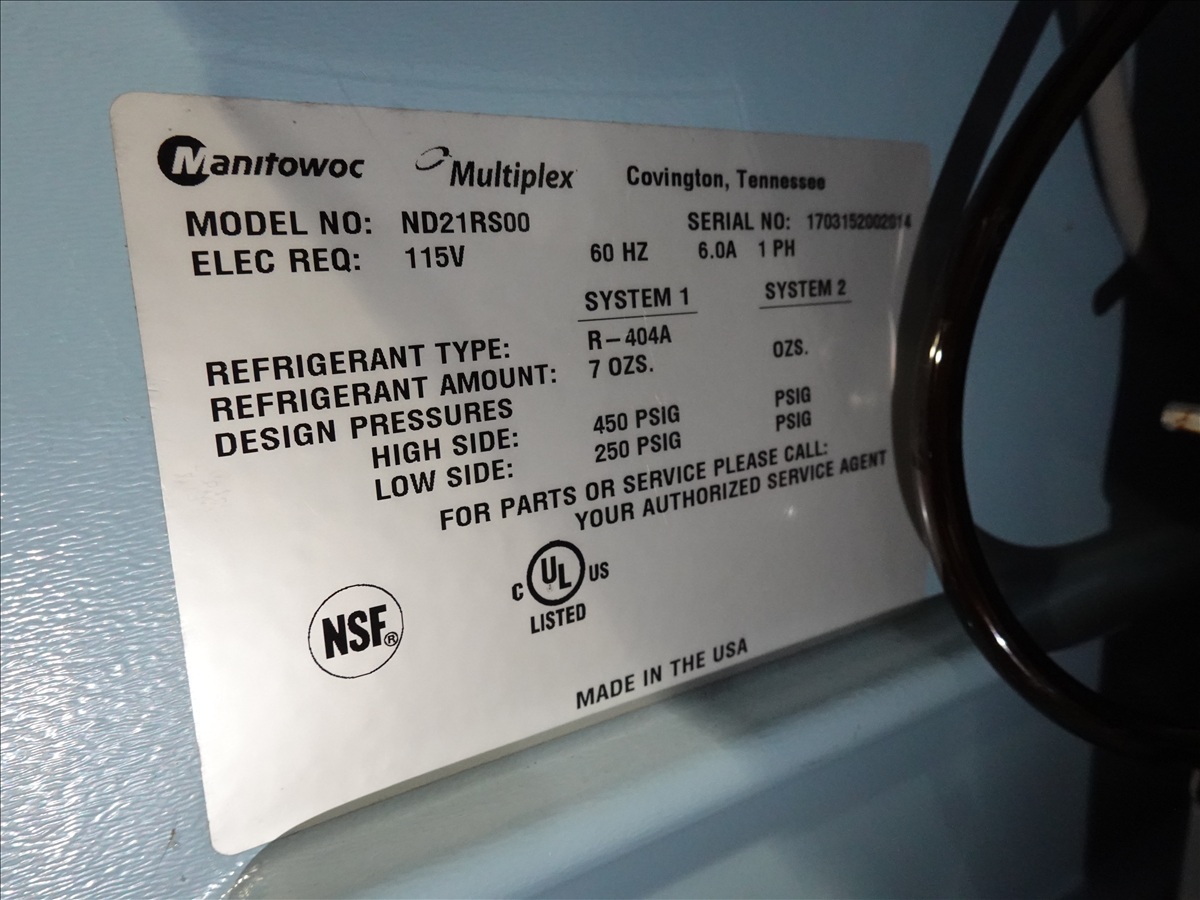 Manitowoc Multiplex Covington, Tennessee
MODEL NO: ND21RS00 SERIAL NO: 1703152002014
ELEC REQ: 115V 60 HZ 6.0A 1 PH
SYSTEM 1 SYSTEM 2
REFRIGERANT TYPE: R-404A
REFRIGERANT AMOUNT: 7 OZS. OZS.
DESIGN PRESSURES
HIGH SIDE: 450 PSIG PSIG
LOW SIDE: 250 PSIG PSIG
FOR PARTS OR SERVICE PLEASE CALL:
YOUR AUTHORIZED SERVICE AGENT
NSF®
C UL US
LISTED
MADE IN THE USA